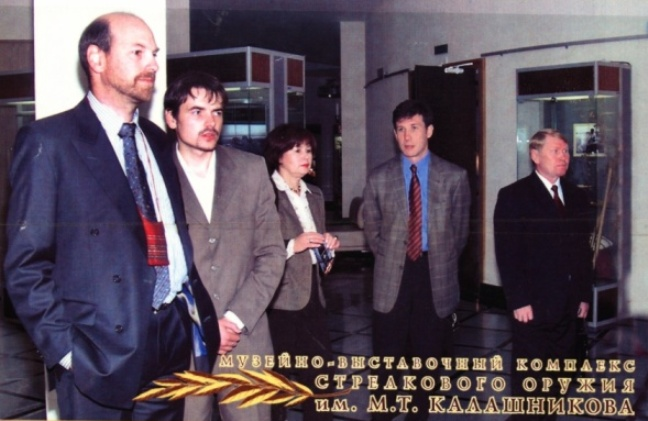 МУЗЕЙНО-ВЫСТАВОЧНЫЙ КОМПЛЕКС
СТРЕЛКОВОГО ОРУЖИЯ
ИМ. М.Т. КАЛАШНИКОВА